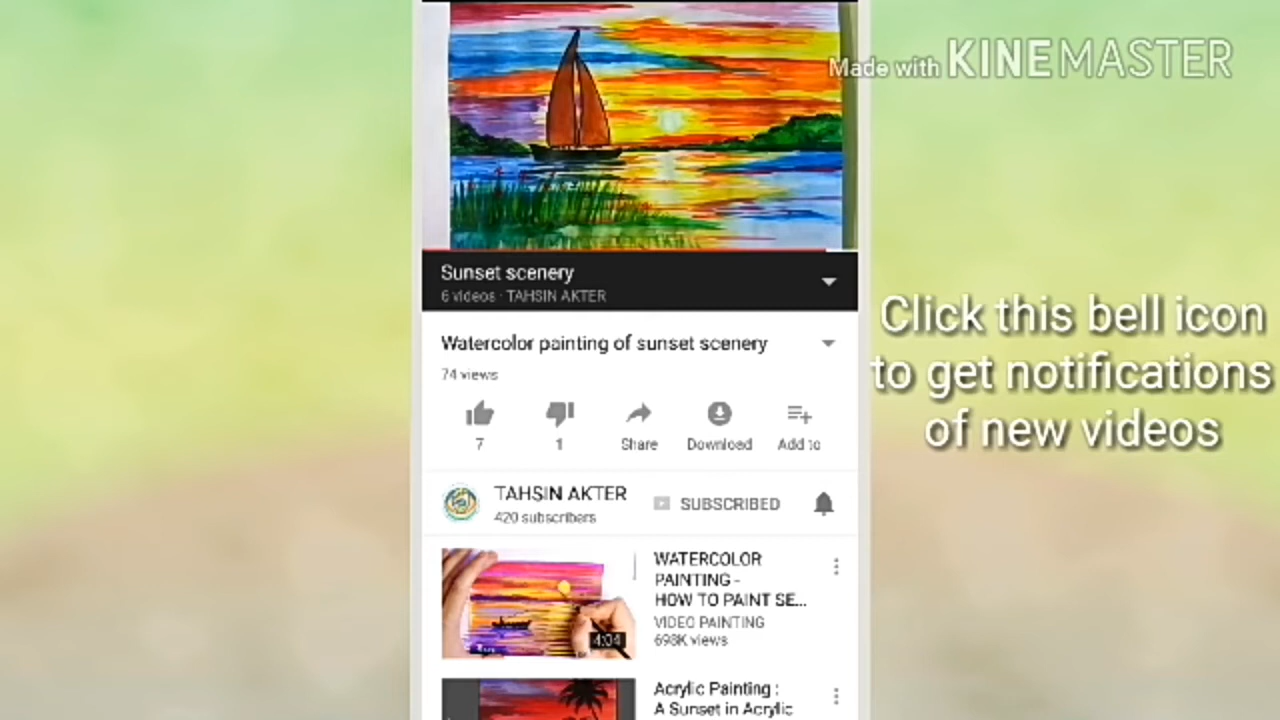 Made with KINEMASTER
Sunset scenery
6 videos · TAHSIN AKTER
Click this bell icon
to get notifications
of new videos
Watercolor painting of sunset scenery
74 views
7
1
Share
Download
Add to
TAHSIN AKTER
420 subscribers
SUBSCRIBED
WATERCOLOR
PAINTING -
HOW TO PAINT SE...
VIDEO PAINTING
698K views
4:04
Acrylic Painting :
A Sunset in Acrylic